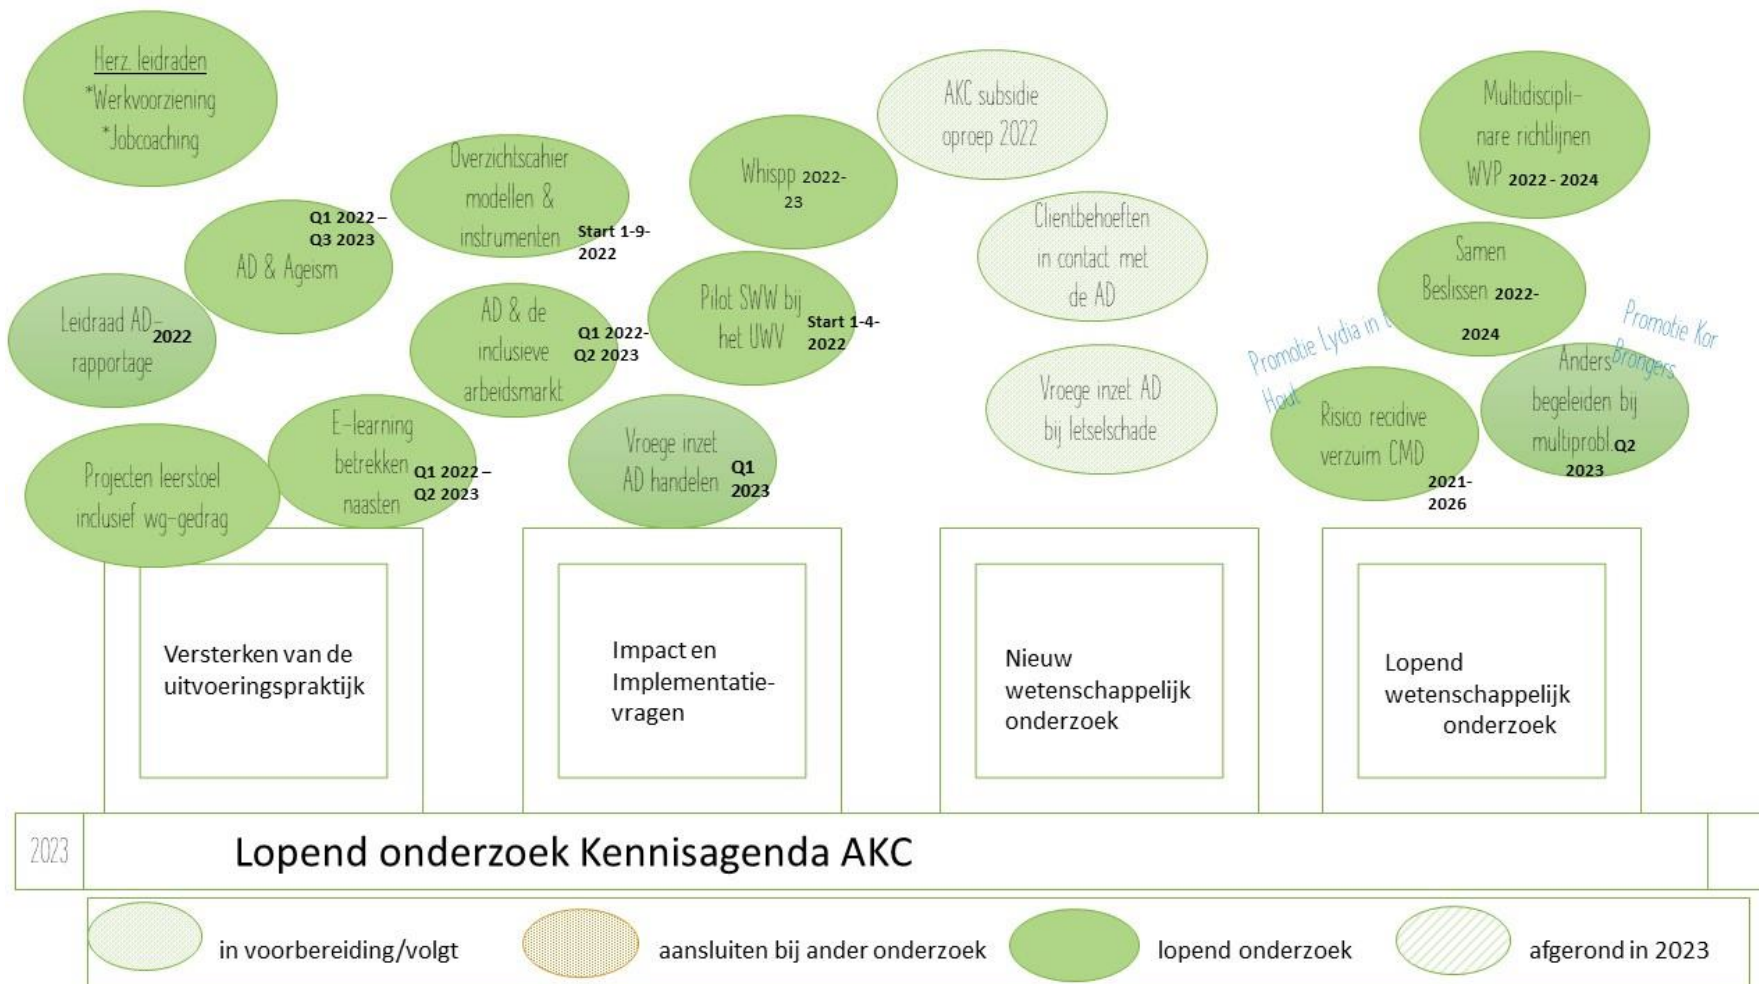 Herz. leidraden
*Werkvoorziening
*Jobcoaching
Q1 2022 –
Q3 2023
AD & Ageism
Leidraad AD-
2022
rapportage
Projecten leerstoel
inclusief wg-gedrag
E-learning
betrekken
naasten
Q1 2022 –
Q2 2023
Overzichtscahier
modellen &
instrumenten
Start 1-9-
2022
AD & de
inclusieve
arbeidsmarkt
Q1 2022-
Q2 2023
Whispp 2022-
23
Pilot SWW bij
het UWV
Start 1-4-
2022
Vroege inzet
AD handelen
Q1
2023
AKC subsidie
oproep 2022
Clientbehoeften
in contact met
de AD
Vroege inzet AD
bij letselschade
Multidiscipli-
nare richtlijnen
WVP 2022 - 2024
Samen
Beslissen 2022-
2024
Promotie Lydia in t
Hout
Risico recidive
verzuim CMD
2021-
2026
Promotie Kor
Brongers
Anders
begeleiden bij
multiprobl. Q2
2023
Versterken van de
uitvoeringspraktijk
Impact en
Implementatie-
vragen
Nieuw
wetenschappelijk
onderzoek
Lopend
wetenschappelijk
onderzoek
2023
Lopend onderzoek Kennisagenda AKC
in voorbereiding/volgt
aansluiten bij ander onderzoek
lopend onderzoek
afgerond in 2023